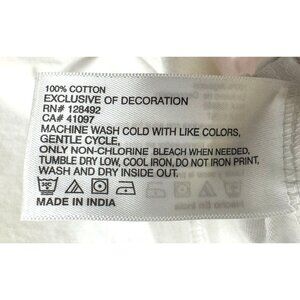 100% COTTON
EXCLUSIVE OF DECORATION
RN# 128492
CA# 41097
MACHINE WASH COLD WITH LIKE COLORS,
GENTLE CYCLE,
ONLY NON-CHLORINE BLEACH WHEN NEEDED,
TUMBLE DRY LOW, COOL IRON, DO NOT IRON PRINT,
WASH AND DRY INSIDE OUT.
MADE IN INDIA